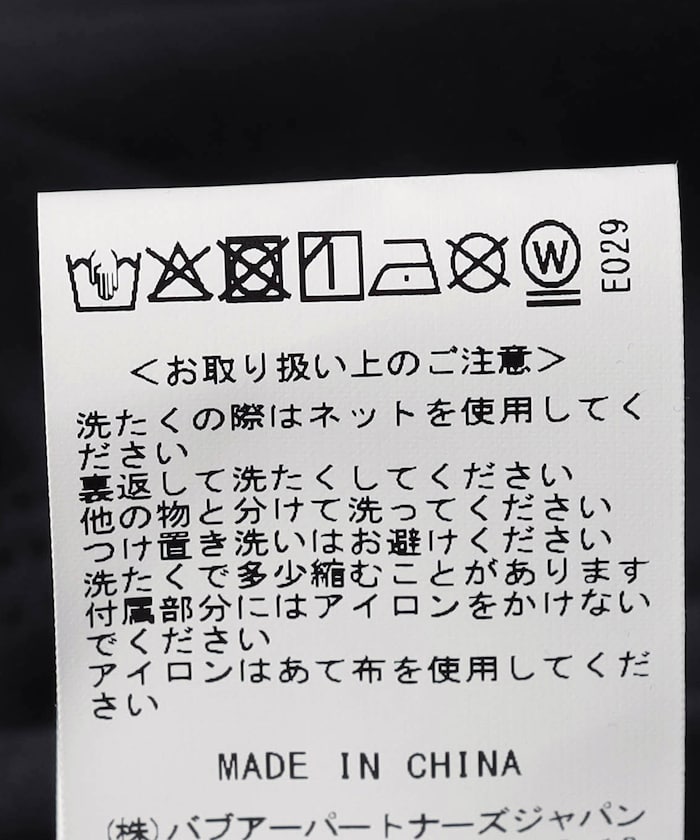 W
E029
<お取り扱い上のご注意>
洗たくの際はネットを使用してく
ださい
裏返して洗たくしてください
他の物と分けて洗ってください
つけ置き洗いはお避けください
洗たくで多少縮むことがあります
付属部分にはアイロンをかけない
でください
アイロンはあて布を使用してくだ
さい
MADE IN CHINA
(株)バブアーパートナーズジャパン